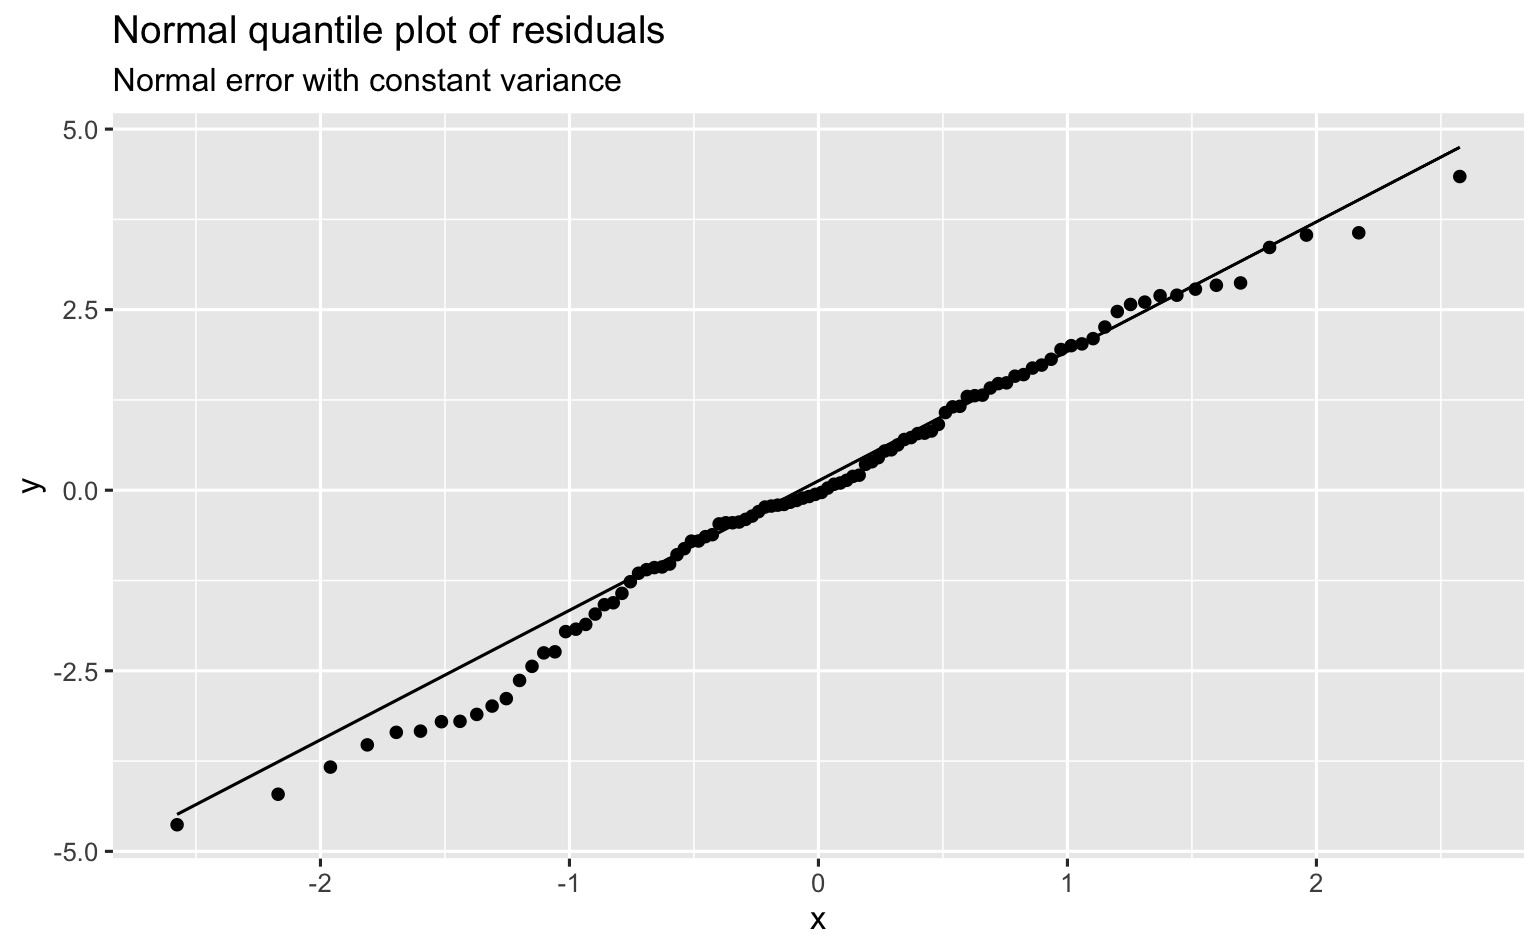 Normal quantile plot of residuals
Normal error with constant variance
5.0
2.5
0.0
-2.5
-5.0
y
-2 -1 0 1 2
x